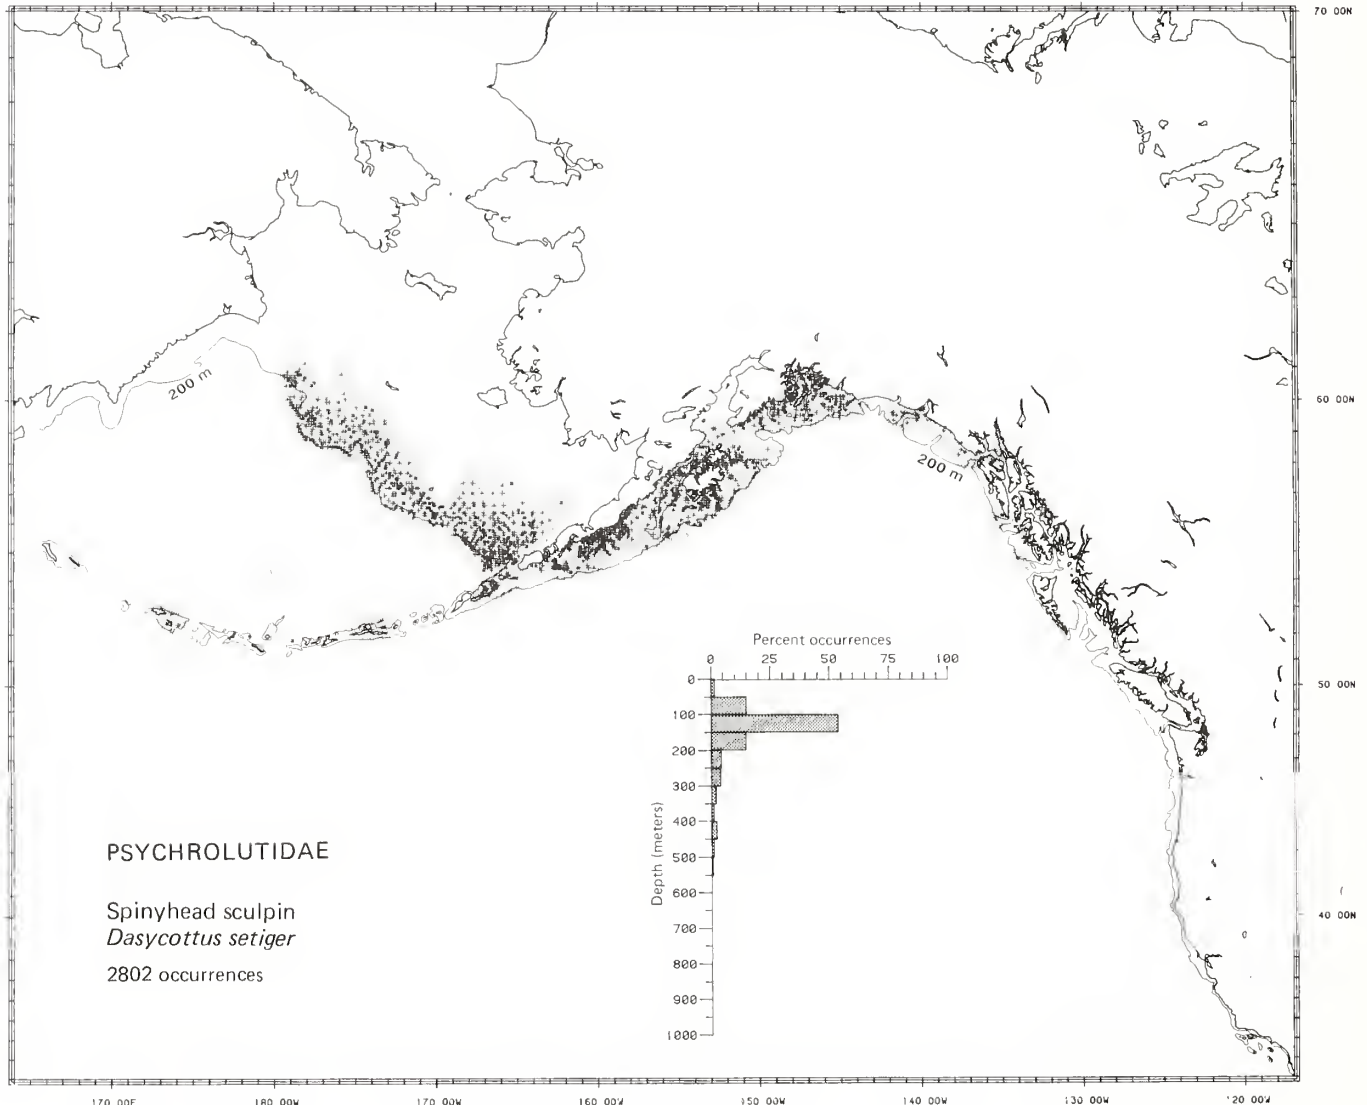 70 00N
200 m
60 00N
200 m
Percent occurrences
0 25 50 75 100
50 00N
0
100
200
300
400
500
600
700
800
900
1000
Depth (meters)
PSYCHROLUTIDAE
Spinyhead sculpin
Dasycottus setiger
2802 occurrences
40 00N
170 00E 180 00W 170 00W 160 00W 150 00W 140 00W 130 00W 120 00W